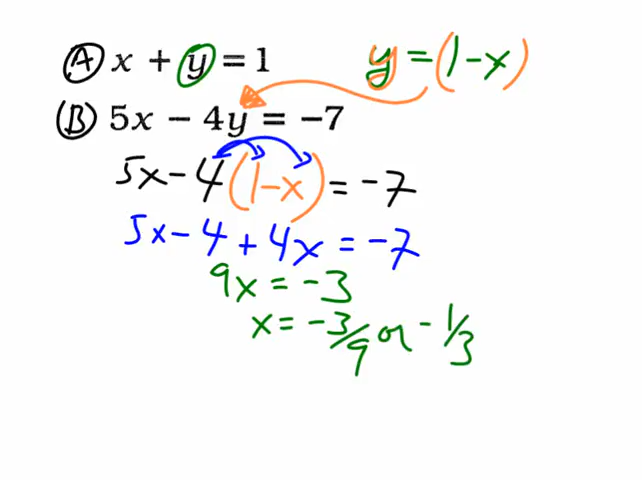 (A) x + y = 1 y = (1-x)
(B) 5x − 4y = −7
5x-4(1-x) = -7
5x-4+4x = -7
9x = -3
x = -3/9 or -1/3